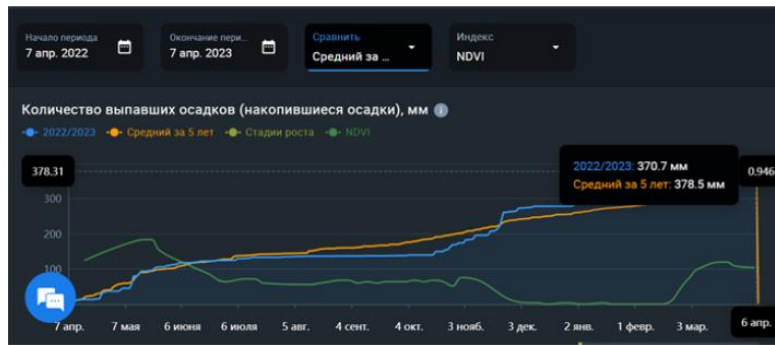 Начало периода
7 апр. 2022
Окончание пери...
7 апр. 2023
Сравнить
Средний за ...
Индекс
NDVI
Количество выпавших осадков (накопившиеся осадки), мм
2022/2023 Средний за 5 лет Стадии роста NDVI
378.31
2022/2023: 370.7 мм
Средний за 5 лет: 378.5 мм
0.946
300
200
100
7 апр. 7 мая 6 июня 6 июля 5 авг. 4 сент. 4 окт. 3 нояб. 3 дек. 2 янв. 1 февр. 3 мар. 6 апр.